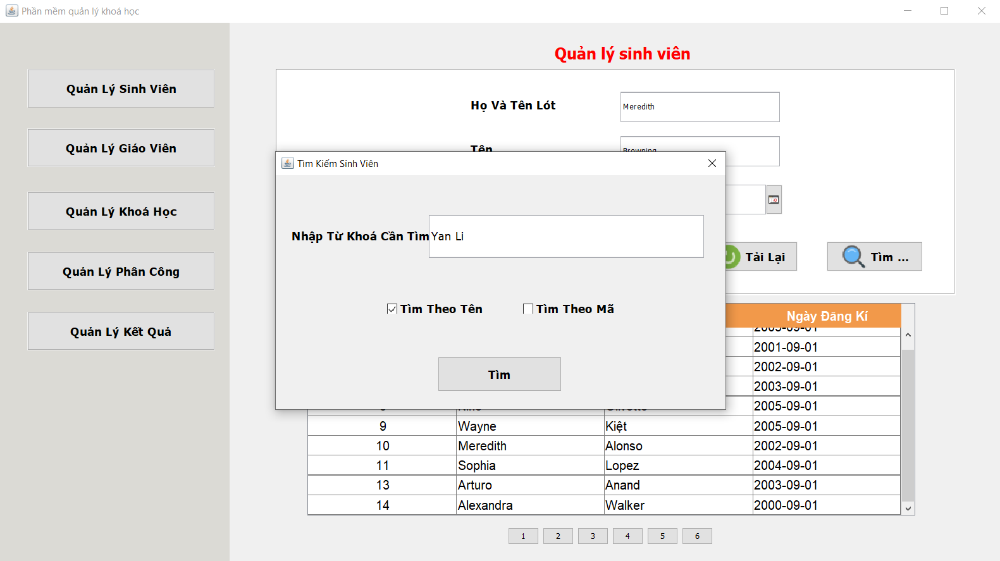 Phần mềm quản lý khoá học
Quản Lý Sinh Viên
Quản Lý Giáo Viên
Quản Lý Khoá Học
Quản Lý Phân Công
Quản Lý Kết Quả
Quản lý sinh viên
Họ Và Tên Lót Meredith
Tên Browning
Tìm Kiếm Sinh Viên
Nhập Từ Khoá Cần Tìm Yan Li
Tìm Theo Tên Tìm Theo Mã
Tìm
Tải Lại Tìm ...
Ngày Đăng Kí
2005-09-01
2001-09-01
2002-09-01
2003-09-01
2005-09-01
9 Wayne Kiệt 2005-09-01
10 Meredith Alonso 2002-09-01
11 Sophia Lopez 2004-09-01
13 Arturo Anand 2003-09-01
14 Alexandra Walker 2000-09-01
1 2 3 4 5 6